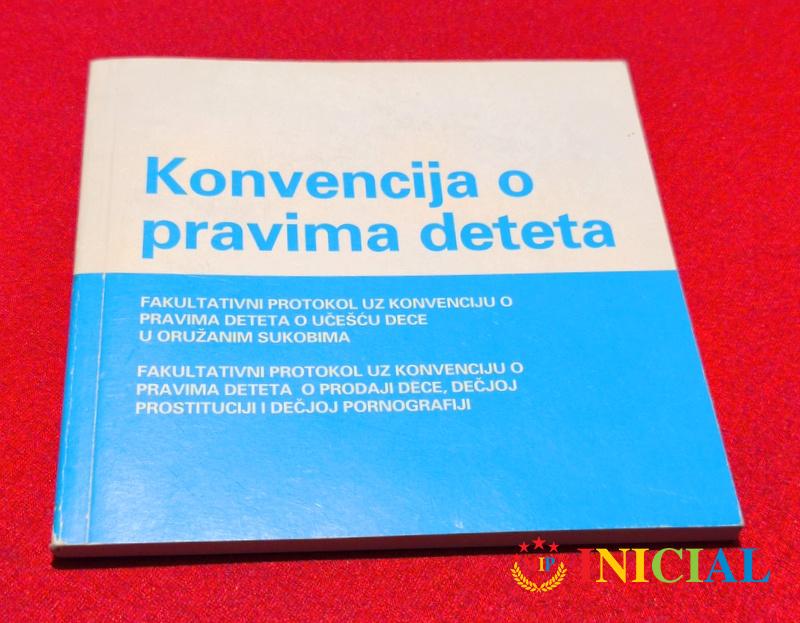 Konvencija o
pravima deteta
FAKULTATIVNI PROTOKOL UZ KONVENCIJU O
PRAVIMA DETETA O UČEŠĆU DECE
U ORUŽANIM SUKOBIMA
FAKULTATIVNI PROTOKOL UZ KONVENCIJU O
PRAVIMA DETETA O PRODAJI DECE, DEČJOJ
PROSTITUCIJI I DEČJOJ PORNOGRAFIJI
IP INICIAL